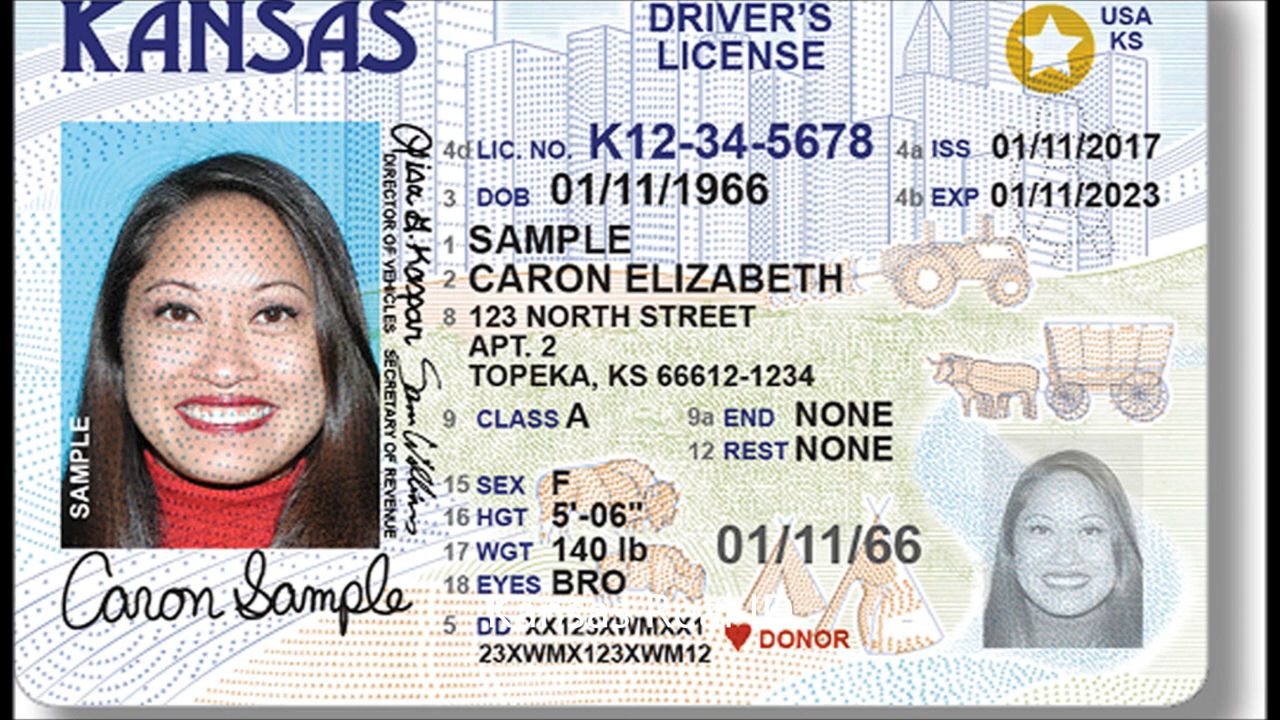 KANSAS
DRIVER'S
LICENSE
USA
KS
4d LIC. NO. K12-34-5678
4a ISS 01/11/2017
3 DOB 01/11/1966
4b EXP 01/11/2023
1 SAMPLE
2 CARON ELIZABETH
8 123 NORTH STREET
APT. 2
TOPEKA, KS 66612-1234
9 CLASS A
9a END NONE
12 REST NONE
15 SEX F
16 HGT 5'-06"
17 WGT 140 lb
18 EYES BRO
01/11/66
5 DD XX123XWMXX1
23XWMX123XWM12
DONOR
SAMPLE
Caron Sample
DIRECTOR OF VEHICLES
SECRETARY OF REVENUE
Sam Williams